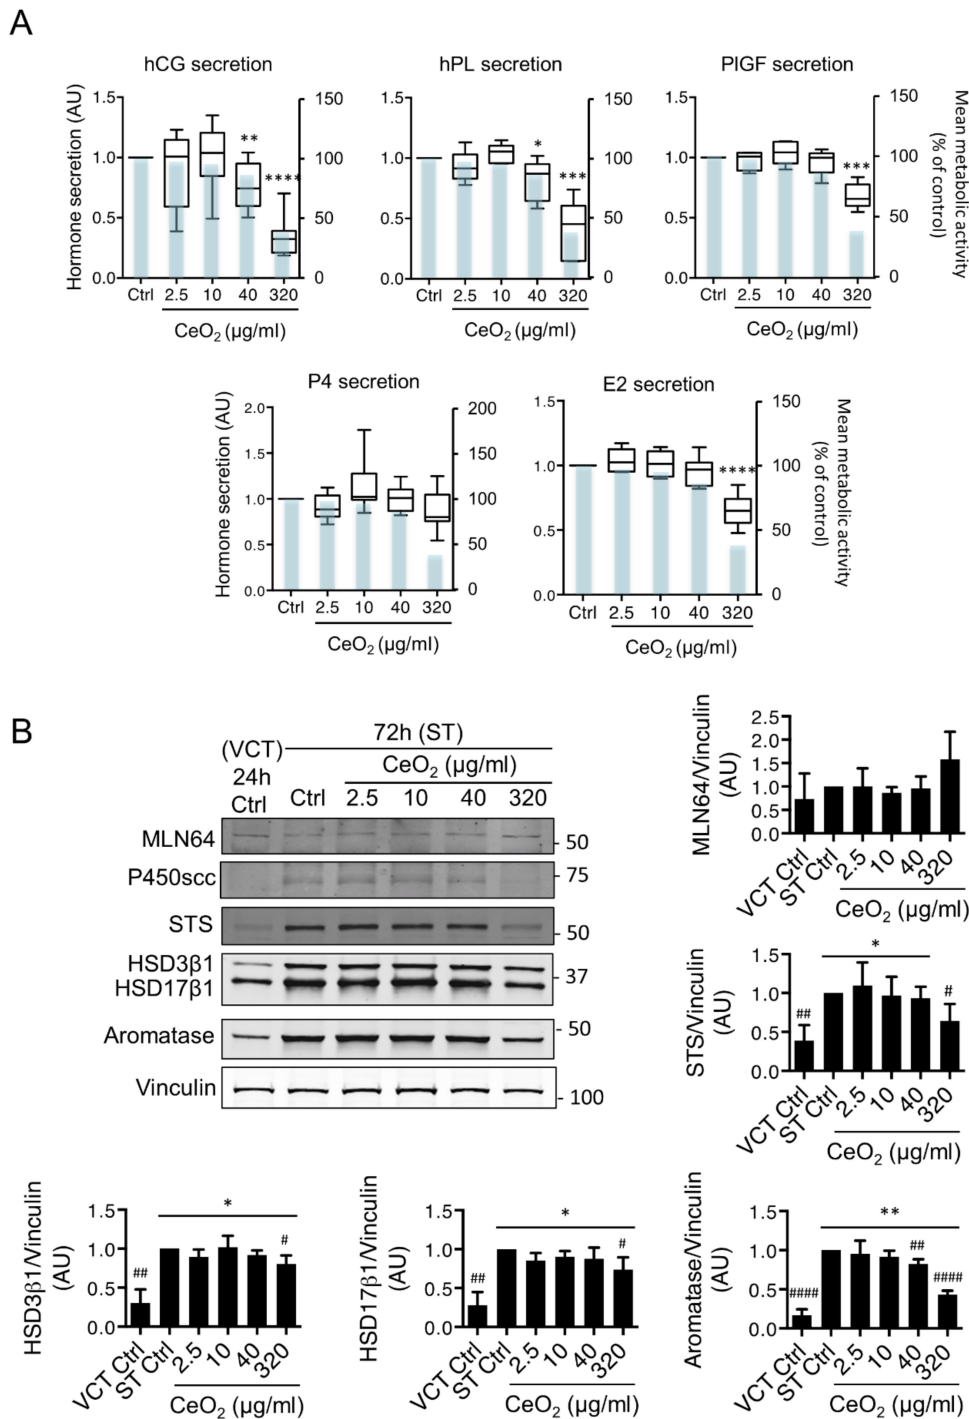 A
hCG secretion
Hormone secretion (AU)
1.5
1.0
0.5
0.0
150
100
50
0
**
****
Ctrl 2.5 10 40 320
CeO2 (µg/ml)
hPL secretion
1.5
1.0
0.5
0.0
150
100
50
0
*
***
Ctrl 2.5 10 40 320
CeO2 (µg/ml)
PlGF secretion
1.5
1.0
0.5
0.0
150
100
50
0
***
Mean metabolic activity
(% of control)
Ctrl 2.5 10 40 320
CeO2 (µg/ml)
P4 secretion
Hormone secretion (AU)
2.0
1.5
1.0
0.5
0.0
200
150
100
50
0
Ctrl 2.5 10 40 320
CeO2 (µg/ml)
E2 secretion
1.5
1.0
0.5
0.0
150
100
50
0
****
Mean metabolic activity
(% of control)
Ctrl 2.5 10 40 320
CeO2 (µg/ml)
B
(VCT)
24h
Ctrl
72h (ST)
CeO2 (µg/ml)
Ctrl 2.5 10 40 320
MLN64
50
P450scc
75
STS
50
HSD3β1
HSD17β1
37
Aromatase
50
Vinculin
100
MLN64/Vinculin
(AU)
2.5
2.0
1.5
1.0
0.5
0.0
VCT Ctrl ST Ctrl 2.5 10 40 320
CeO2 (µg/ml)
STS/Vinculin
(AU)
1.5
1.0
0.5
0.0
*
##
#
VCT Ctrl ST Ctrl 2.5 10 40 320
CeO2 (µg/ml)
HSD3β1/Vinculin
(AU)
1.5
1.0
0.5
0.0
*
##
#
VCT Ctrl ST Ctrl 2.5 10 40 320
CeO2 (µg/ml)
HSD17β1/Vinculin
(AU)
1.5
1.0
0.5
0.0
*
##
#
VCT Ctrl ST Ctrl 2.5 10 40 320
CeO2 (µg/ml)
Aromatase/Vinculin
(AU)
1.5
1.0
0.5
0.0
**
####
##
####
VCT Ctrl ST Ctrl 2.5 10 40 320
CeO2 (µg/ml)